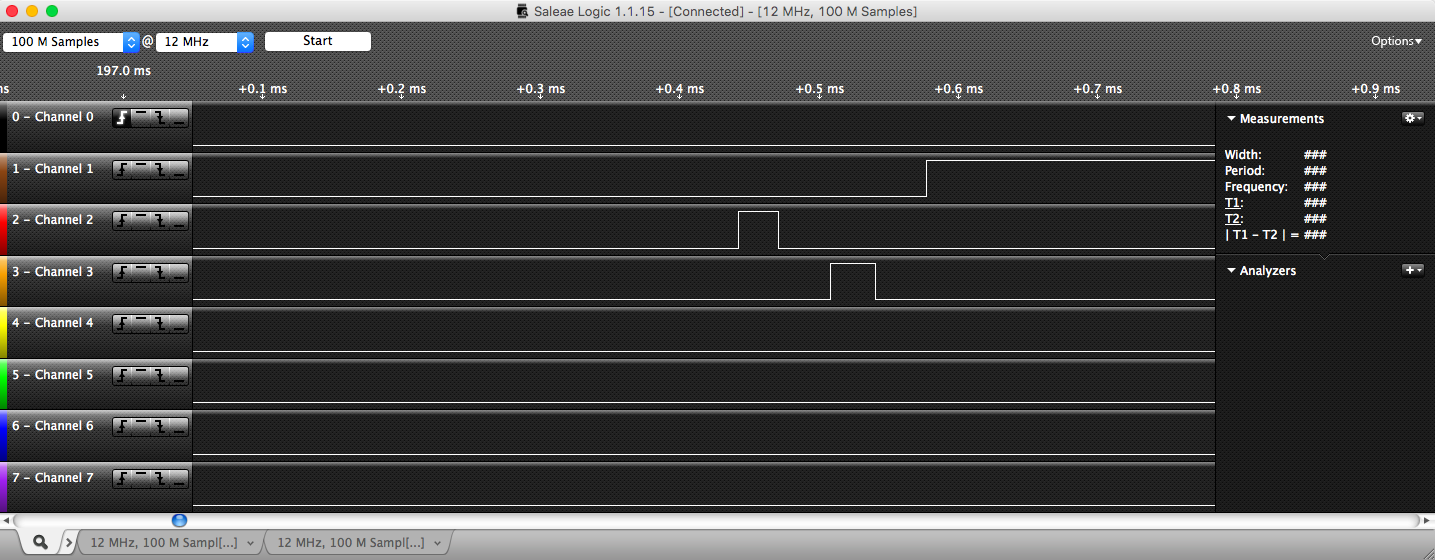 Saleae Logic 1.1.15 - [Connected] - [12 MHz, 100 M Samples]
100 M Samples @ 12 MHz Start Options▾
197.0 ms
ms +0.1 ms +0.2 ms +0.3 ms +0.4 ms +0.5 ms +0.6 ms +0.7 ms +0.8 ms +0.9 ms
0 - Channel 0
1 - Channel 1
2 - Channel 2
3 - Channel 3
4 - Channel 4
5 - Channel 5
6 - Channel 6
7 - Channel 7
Measurements
Width: ###
Period: ###
Frequency: ###
T1: ###
T2: ###
| T1 - T2 | = ###
Analyzers
12 MHz, 100 M Sampl[...] 12 MHz, 100 M Sampl[...]